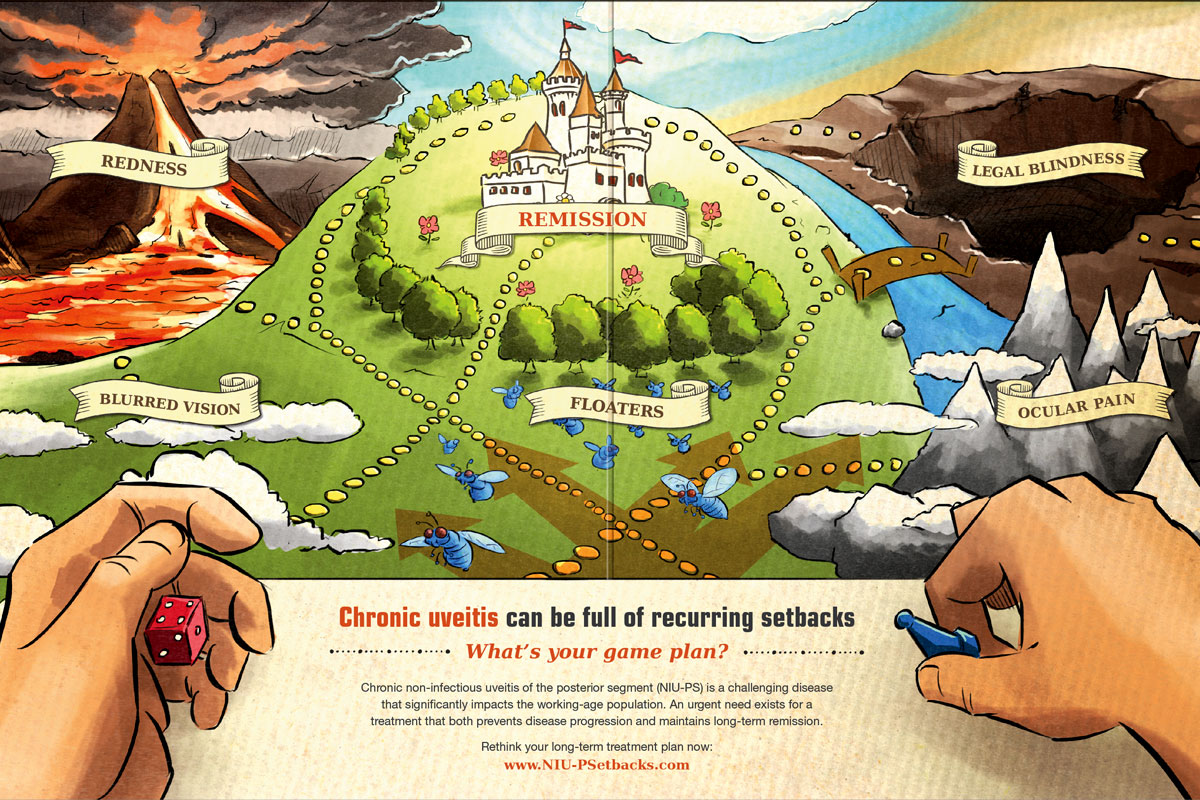 REDNESS
LEGAL BLINDNESS
REMISSION
BLURRED VISION
FLOATERS
OCULAR PAIN
Chronic uveitis can be full of recurring setbacks
What's your game plan?
Chronic non-infectious uveitis of the posterior segment (NIU-PS) is a challenging disease
that significantly impacts the working-age population. An urgent need exists for a
treatment that both prevents disease progression and maintains long-term remission.
Rethink your long-term treatment plan now:
www.NIU-PSetbacks.com